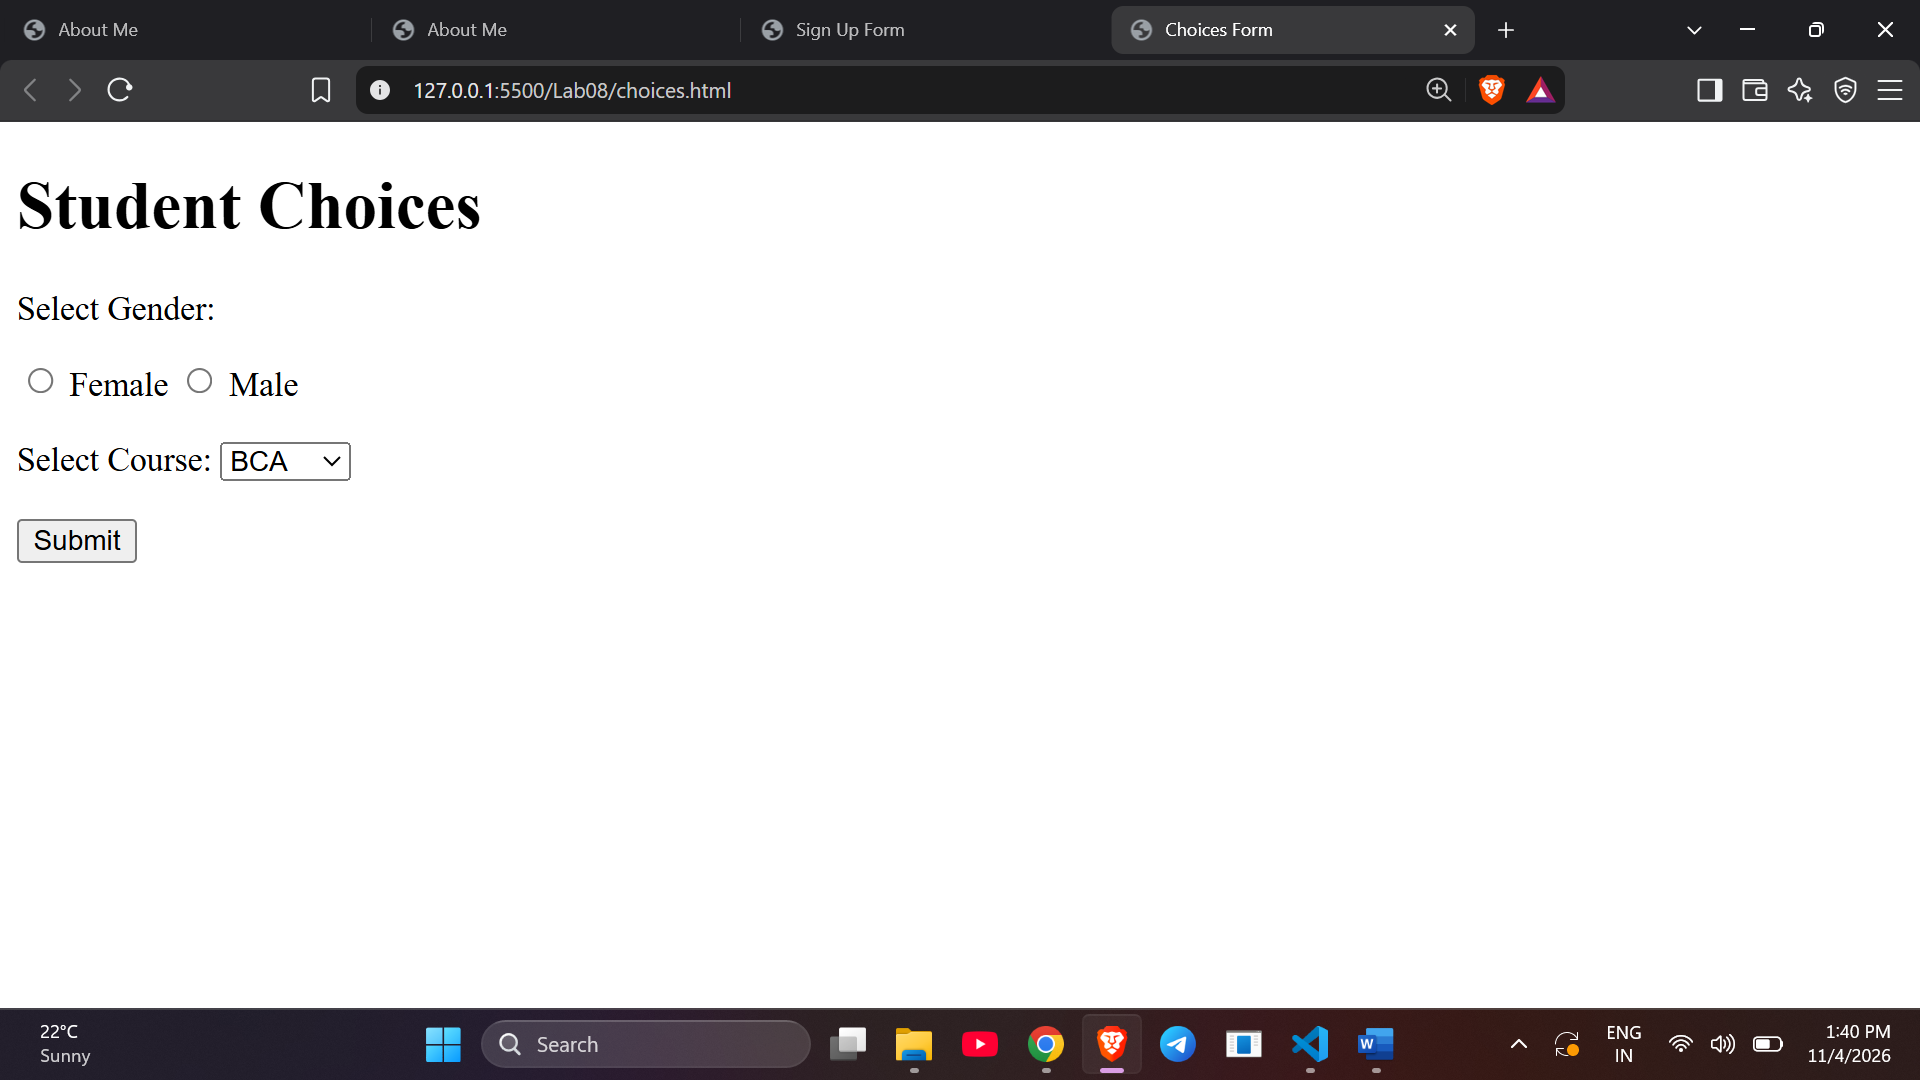 About Me
About Me
Sign Up Form
Choices Form
127.0.0.1:5500/Lab08/choices.html
Student Choices
Select Gender:
Female Male
Select Course: BCA
Submit
22°C
Sunny
Search
ENG
IN
1:40 PM
11/4/2026